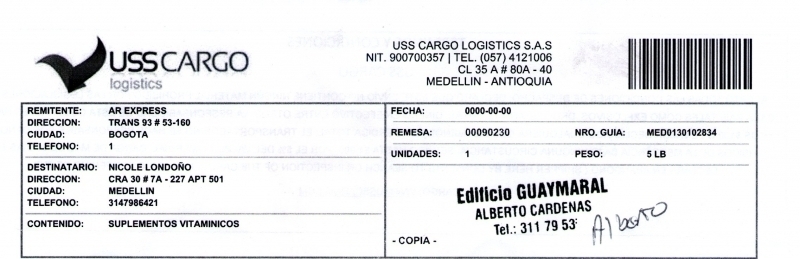 USSCARGO
logistics
USS CARGO LOGISTICS S.A.S
NIT. 900700357 | TEL. (057) 4121006
CL 35 A # 80A - 40
MEDELLIN - ANTIOQUIA
REMITENTE: AR EXPRESS
DIRECCION: TRANS 93 # 53-160
CIUDAD: BOGOTA
TELEFONO: 1
DESTINATARIO: NICOLE LONDOÑO
DIRECCION: CRA 30 # 7A - 227 APT 501
CIUDAD: MEDELLIN
TELEFONO: 3147986421
CONTENIDO: SUPLEMENTOS VITAMINICOS
FECHA: 0000-00-00
REMESA: 00090230 NRO. GUIA: MED0130102834
UNIDADES: 1 PESO: 5 LB
Edificio GUAYMARAL
ALBERTO CARDENAS
Tel.: 311 79 53
Alberto
- COPIA -